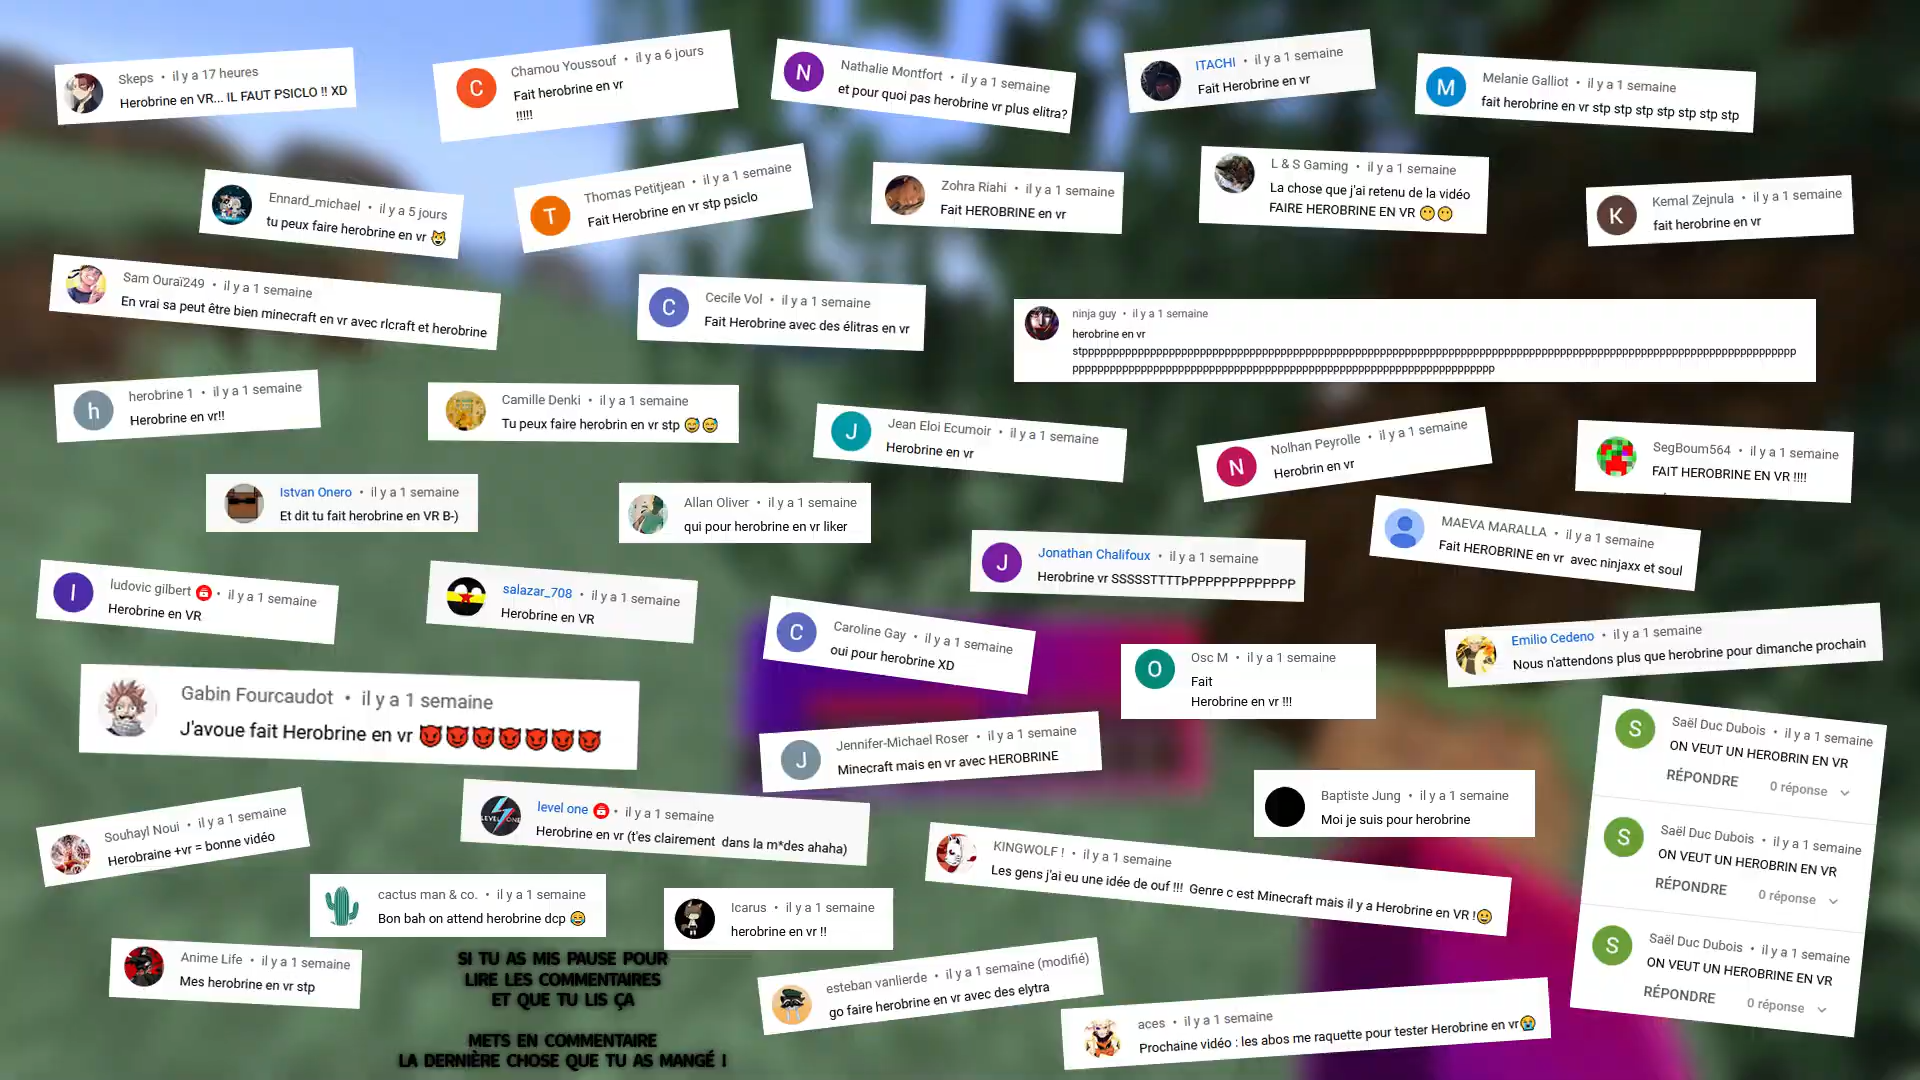 Skeps • il y a 17 heures
Herobrine en VR... IL FAUT PSICLO !! XD
Chamou Youssouf • il y a 6 jours
Fait herobrine en vr
!!!!!
Nathalie Montfort • il y a 1 semaine
et pour quoi pas herobrine vr plus elitra?
ITACHI • il y a 1 semaine
Fait Herobrine en vr
Melanie Galliot • il y a 1 semaine
fait herobrine en vr stp stp stp stp stp stp stp
Ennard_michael • il y a 5 jours
tu peux faire herobrine en vr 😺
Thomas Petitjean • il y a 1 semaine
Fait Herobrine en vr stp psiclo
Zohra Riahi • il y a 1 semaine
Fait HEROBRINE en vr
L & S Gaming • il y a 1 semaine
La chose que j'ai retenu de la vidéo
FAIRE HEROBRINE EN VR 😶😶
Kemal Zejnula • il y a 1 semaine
fait herobrine en vr
Sam Ouraï249 • il y a 1 semaine
En vrai sa peut être bien minecraft en vr avec rlcraft et herobrine
Cecile Vol • il y a 1 semaine
Fait Herobrine avec des élitras en vr
ninja guy • il y a 1 semaine
herobrine en vr
stpppppppppppppppppppppppppppppppppppppppppppppppppppppppppppppppppppppppppppppppppppppppppppppppppppppppppppppppppppp
pppppppppppppppppppppppppppppppppppppppppppppppppppppppppppppppppppp
herobrine 1 • il y a 1 semaine
Herobrine en vr!!
Camille Denki • il y a 1 semaine
Tu peux faire herobrin en vr stp 😅😅
Jean Eloi Ecumoir • il y a 1 semaine
Herobrine en vr
Nolhan Peyrolle • il y a 1 semaine
Herobrin en vr
SegBoum564 • il y a 1 semaine
FAIT HEROBRINE EN VR !!!!
Istvan Onero • il y a 1 semaine
Et dit tu fait herobrine en VR B-)
Allan Oliver • il y a 1 semaine
qui pour herobrine en vr liker
Jonathan Chalifoux • il y a 1 semaine
Herobrine vr SSSSSTTTTÞPPPPPPPPPPPPP
MAEVA MARALLA • il y a 1 semaine
Fait HEROBRINE en vr avec ninjaxx et soul
ludovic gilbert • il y a 1 semaine
Herobrine en VR
salazar_708 • il y a 1 semaine
Herobrine en VR
Caroline Gay • il y a 1 semaine
oui pour herobrine XD
Osc M • il y a 1 semaine
Fait
Herobrine en vr !!!
Emilio Cedeno • il y a 1 semaine
Nous n'attendons plus que herobrine pour dimanche prochain
Gabin Fourcaudot • il y a 1 semaine
J'avoue fait Herobrine en vr 😈😈😈😈😈😈😈
Jennifer-Michael Roser • il y a 1 semaine
Minecraft mais en vr avec HEROBRINE
Saël Duc Dubois • il y a 1 semaine
ON VEUT UN HEROBRIN EN VR
RÉPONDRE 0 réponse
Saël Duc Dubois • il y a 1 semaine
ON VEUT UN HEROBRIN EN VR
RÉPONDRE 0 réponse
Saël Duc Dubois • il y a 1 semaine
ON VEUT UN HEROBRINE EN VR
RÉPONDRE 0 réponse
Souhayl Noui • il y a 1 semaine
Herobraine +vr = bonne vidéo
LEVEL ONE
level one • il y a 1 semaine
Herobrine en vr (t'es clairement dans la m*des ahaha)
Baptiste Jung • il y a 1 semaine
Moi je suis pour herobrine
KINGWOLF ! • il y a 1 semaine
Les gens j'ai eu une idée de ouf !!! Genre c est Minecraft mais il y a Herobrine en VR !😀
cactus man & co. • il y a 1 semaine
Bon bah on attend herobrine dcp 😂
Icarus • il y a 1 semaine
herobrine en vr !!
Anime Life • il y a 1 semaine
Mes herobrine en vr stp
SI TU AS MIS PAUSE POUR
LIRE LES COMMENTAIRES
ET QUE TU LIS ÇA
METS EN COMMENTAIRE
LA DERNIÈRE CHOSE QUE TU AS MANGÉ !
esteban vanlierde • il y a 1 semaine (modifié)
go faire herobrine en vr avec des elytra
aces • il y a 1 semaine
Prochaine vidéo : les abos me raquette pour tester Herobrine en vr😭